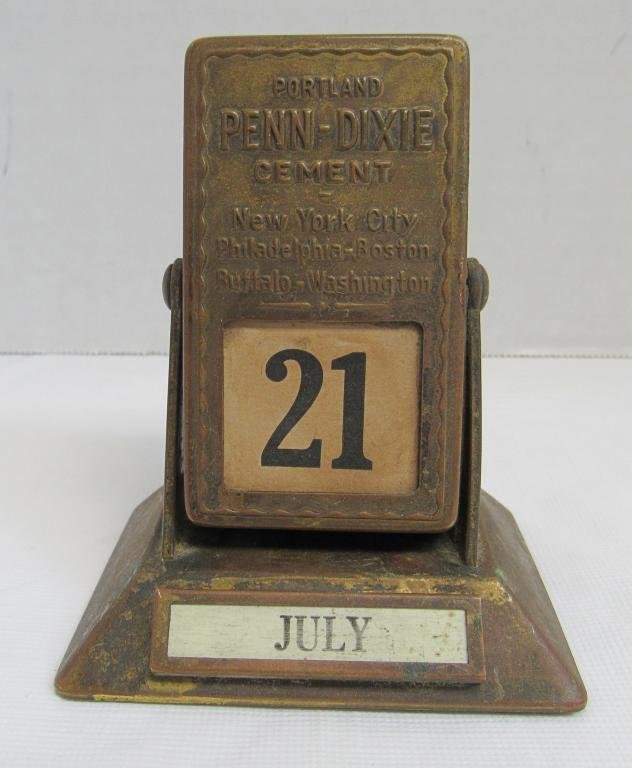 PORTLAND
PENN-DIXIE
CEMENT
New York City
Philadelphia-Boston
Buffalo-Washington
21
JULY